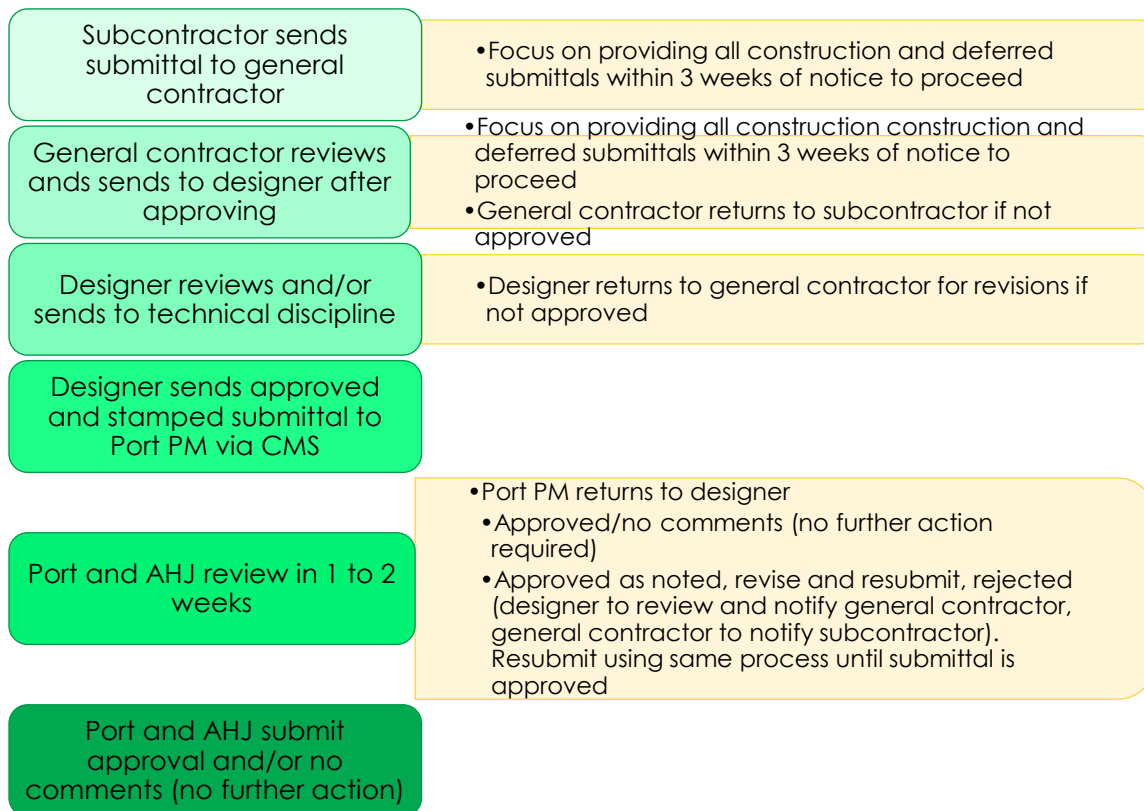 Subcontractor sends
submittal to general
contractor
•Focus on providing all construction and deferred
submittals within 3 weeks of notice to proceed
General contractor reviews
ands sends to designer after
approving
•Focus on providing all construction construction and
deferred submittals within 3 weeks of notice to
proceed
•General contractor returns to subcontractor if not
approved
Designer reviews and/or
sends to technical discipline
•Designer returns to general contractor for revisions if
not approved
Designer sends approved
and stamped submittal to
Port PM via CMS
Port and AHJ review in 1 to 2
weeks
•Port PM returns to designer
•Approved/no comments (no further action
required)
•Approved as noted, revise and resubmit, rejected
(designer to review and notify general contractor,
general contractor to notify subcontractor).
Resubmit using same process until submittal is
approved
Port and AHJ submit
approval and/or no
comments (no further action)